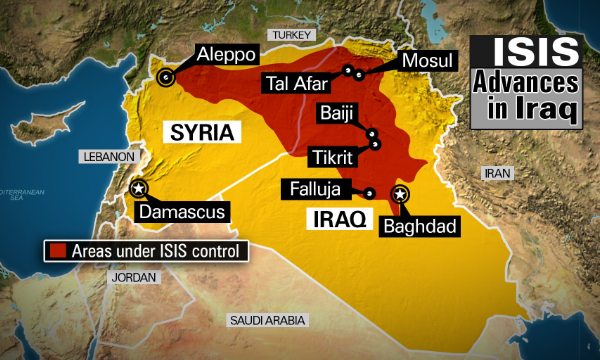 TURKEY
ISIS
Advances
in Iraq
Aleppo
Mosul
Tal Afar
Baiji
SYRIA
Tikrit
LEBANON
IRAN
Falluja
Damascus
IRAQ
Baghdad
Areas under ISIS control
JORDAN
SAUDI ARABIA